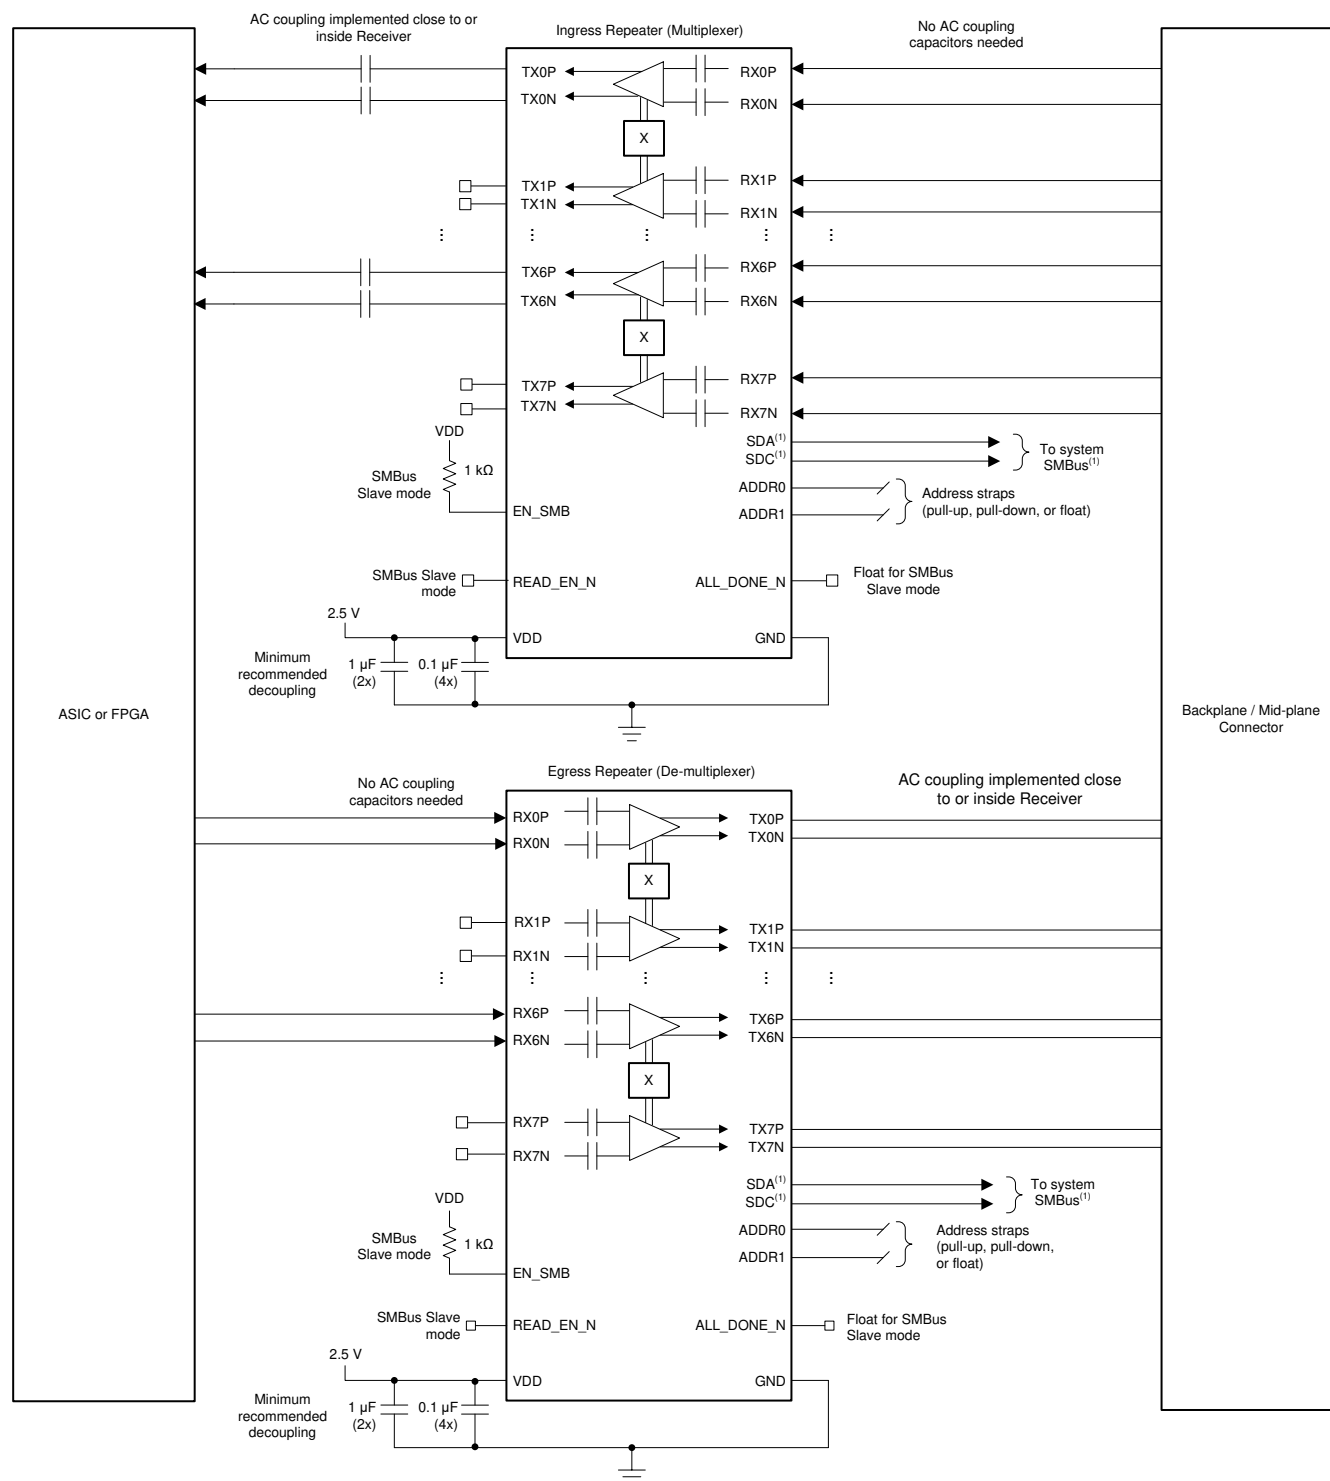 AC coupling implemented close to or
inside Receiver
Ingress Repeater (Multiplexer)
No AC coupling
capacitors needed
TX0P
RX0P
TX0N
RX0N
X
TX1P
RX1P
TX1N
RX1N
TX6P
RX6P
TX6N
RX6N
X
TX7P
RX7P
TX7N
RX7N
VDD
SDA(1)
SDC(1)
To system
SMBus(1)
SMBus
Slave mode
1 kΩ
ADDR0
ADDR1
Address straps
(pull-up, pull-down, or float)
EN_SMB
SMBus Slave
mode
READ_EN_N
ALL_DONE_N
Float for SMBus
Slave mode
2.5 V
VDD
GND
Minimum
recommended
decoupling
1 µF
(2x)
0.1 µF
(4x)
ASIC or FPGA
Backplane / Mid-plane
Connector
Egress Repeater (De-multiplexer)
No AC coupling
capacitors needed
AC coupling implemented close
to or inside Receiver
RX0P
TX0P
RX0N
TX0N
X
RX1P
TX1P
RX1N
TX1N
RX6P
TX6P
RX6N
TX6N
X
RX7P
TX7P
RX7N
TX7N
VDD
SDA(1)
SDC(1)
To system
SMBus(1)
SMBus
Slave mode
1 kΩ
ADDR0
ADDR1
Address straps
(pull-up, pull-down,
or float)
EN_SMB
SMBus Slave
mode
READ_EN_N
ALL_DONE_N
Float for SMBus
Slave mode
2.5 V
VDD
GND
Minimum
recommended
decoupling
1 µF
(2x)
0.1 µF
(4x)